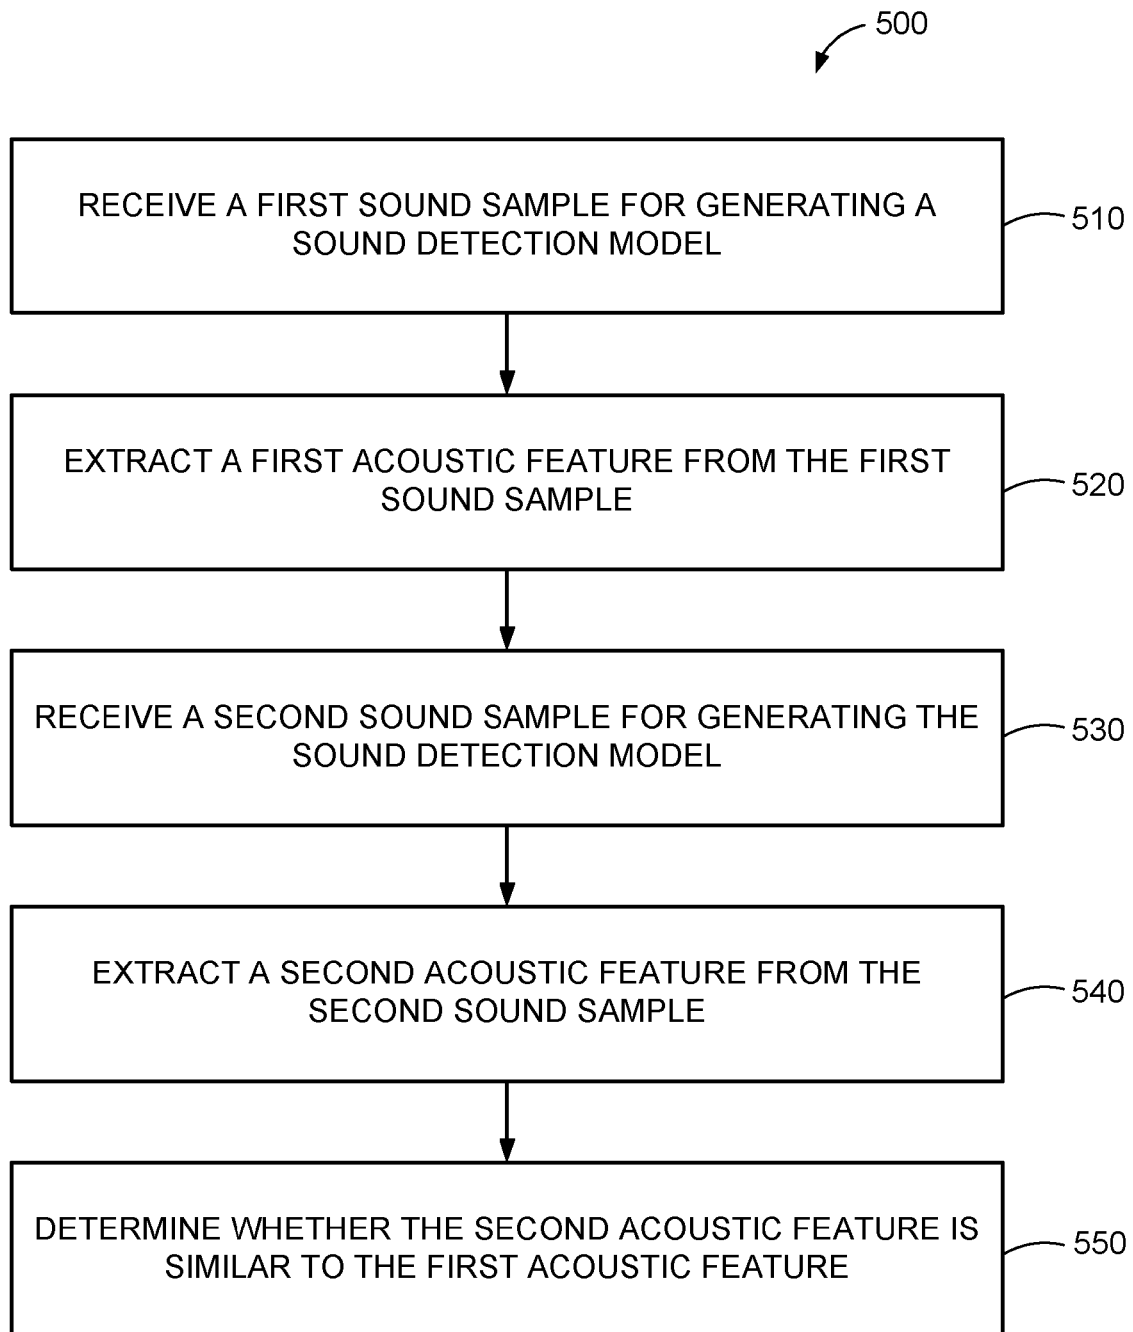 500
RECEIVE A FIRST SOUND SAMPLE FOR GENERATING A
SOUND DETECTION MODEL
510
EXTRACT A FIRST ACOUSTIC FEATURE FROM THE FIRST
SOUND SAMPLE
520
RECEIVE A SECOND SOUND SAMPLE FOR GENERATING THE
SOUND DETECTION MODEL
530
EXTRACT A SECOND ACOUSTIC FEATURE FROM THE
SECOND SOUND SAMPLE
540
DETERMINE WHETHER THE SECOND ACOUSTIC FEATURE IS
SIMILAR TO THE FIRST ACOUSTIC FEATURE
550